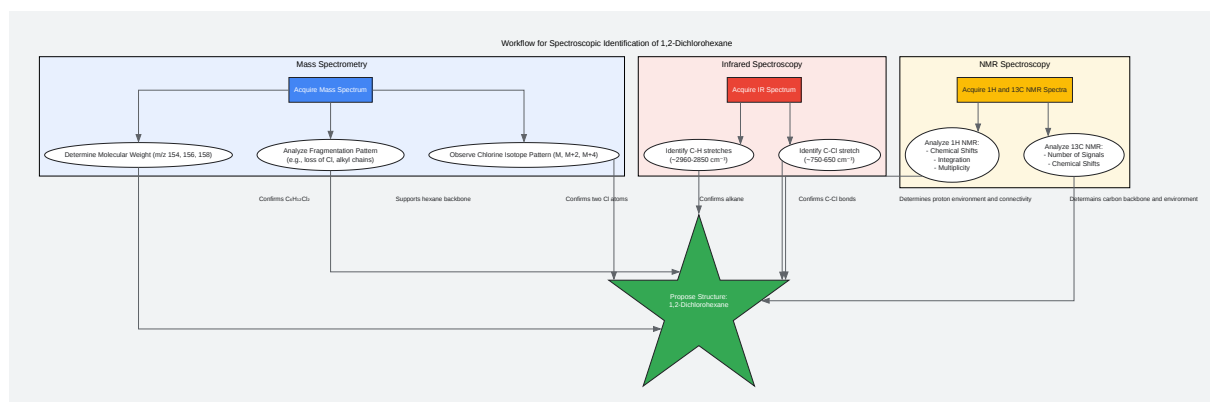 Workflow for Spectroscopic Identification of 1,2-Dichlorohexane
Mass Spectrometry
Acquire Mass Spectrum
Determine Molecular Weight (m/z 154, 156, 158)
Analyze Fragmentation Pattern
(e.g., loss of Cl, alkyl chains)
Observe Chlorine Isotope Pattern (M, M+2, M+4)
Infrared Spectroscopy
Acquire IR Spectrum
Identify C-H stretches
(~2960-2850 cm⁻¹)
Identify C-Cl stretch
(~750-650 cm⁻¹)
NMR Spectroscopy
Acquire 1H and 13C NMR Spectra
Analyze 1H NMR:
- Chemical Shifts
- Integration
- Multiplicity
Analyze 13C NMR:
- Number of Signals
- Chemical Shifts
Confirms C₆H₁₂Cl₂
Supports hexane backbone
Confirms two Cl atoms
Confirms alkane
Confirms C-Cl bonds
Determines proton environment and connectivity
Determains carbon backbone and environment
Propose Structure:
1,2-Dichlorohexane